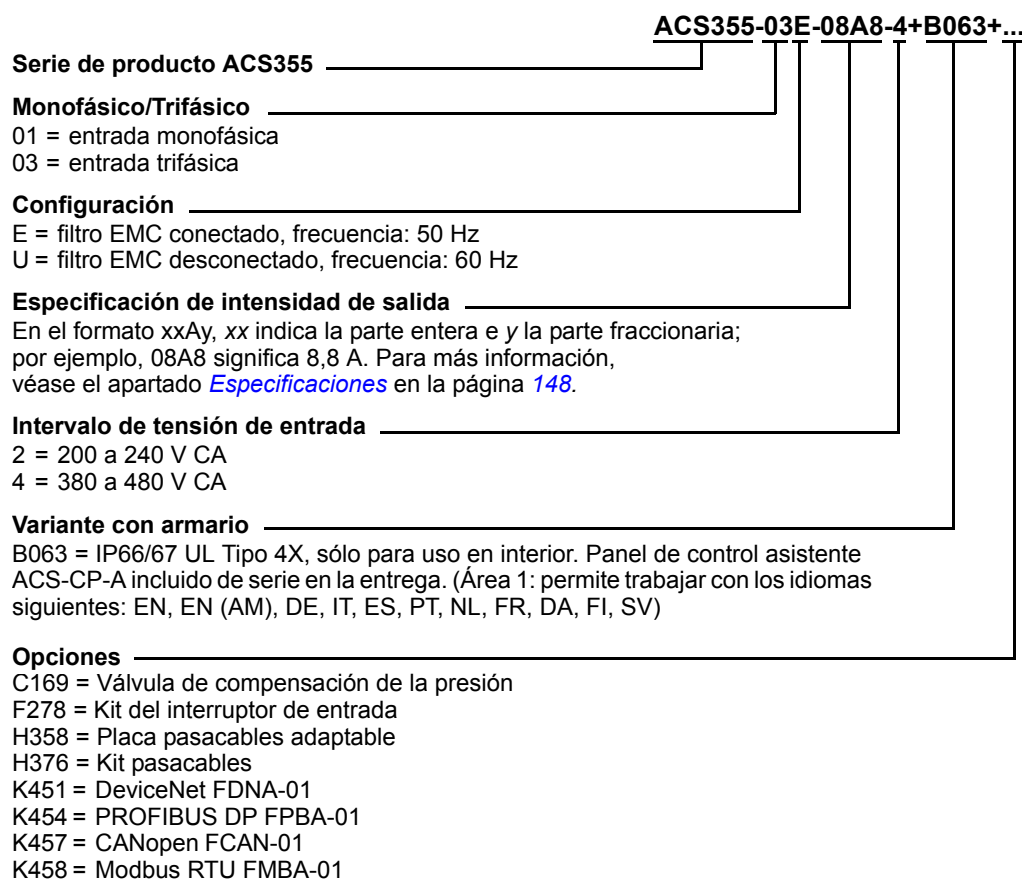 ACS355-03E-08A8-4+B063+...
Serie de producto ACS355
Monofásico/Trifásico
01 = entrada monofásica
03 = entrada trifásica
Configuración
E = filtro EMC conectado, frecuencia: 50 Hz
U = filtro EMC desconectado, frecuencia: 60 Hz
Especificación de intensidad de salida
En el formato xxAy, xx indica la parte entera e y la parte fraccionaria;
por ejemplo, 08A8 significa 8,8 A. Para más información,
véase el apartado Especificaciones en la página 148.
Intervalo de tensión de entrada
2 = 200 a 240 V CA
4 = 380 a 480 V CA
Variante con armario
B063 = IP66/67 UL Tipo 4X, sólo para uso en interior. Panel de control asistente
ACS-CP-A incluido de serie en la entrega. (Área 1: permite trabajar con los idiomas
siguientes: EN, EN (AM), DE, IT, ES, PT, NL, FR, DA, FI, SV)
Opciones
C169 = Válvula de compensación de la presión
F278 = Kit del interruptor de entrada
H358 = Placa pasacables adaptable
H376 = Kit pasacables
K451 = DeviceNet FDNA-01
K454 = PROFIBUS DP FPBA-01
K457 = CANopen FCAN-01
K458 = Modbus RTU FMBA-01